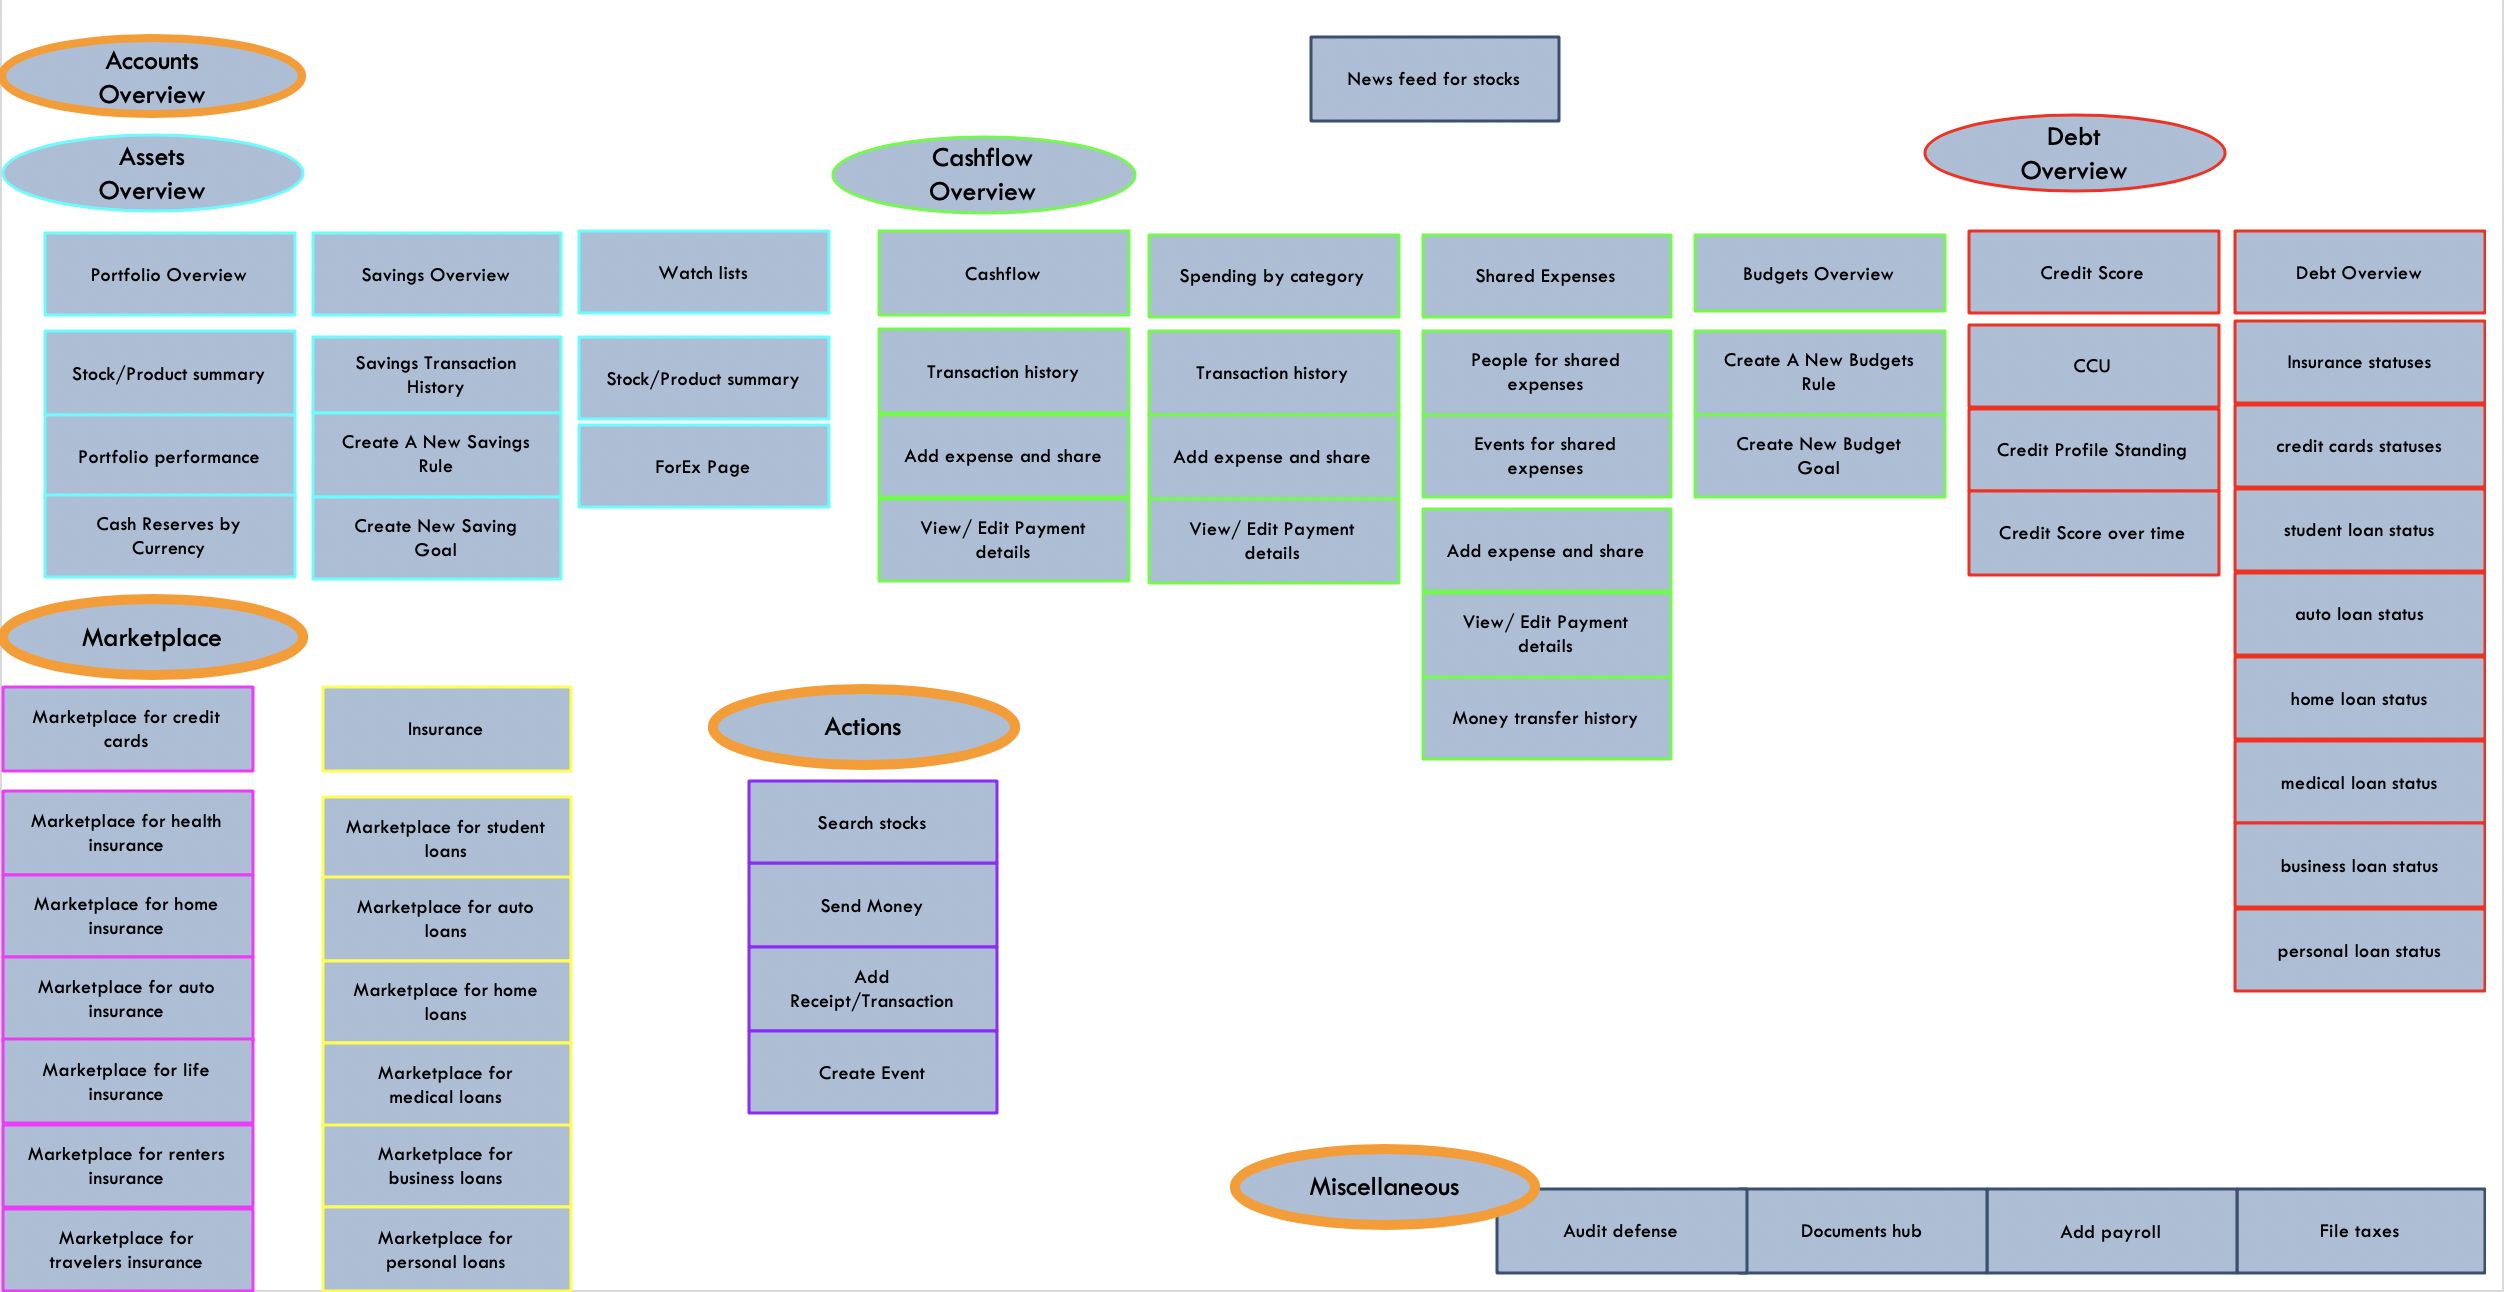 Accounts
Overview
News feed for stocks
Assets
Overview
Cashflow
Overview
Debt
Overview
Portfolio Overview
Savings Overview
Watch lists
Cashflow
Spending by category
Shared Expenses
Budgets Overview
Credit Score
Debt Overview
Stock/Product summary
Portfolio performance
Cash Reserves by
Currency
Savings Transaction
History
Create A New Savings
Rule
Create New Saving
Goal
Stock/Product summary
ForEx Page
Transaction history
Add expense and share
View/ Edit Payment
details
Transaction history
Add expense and share
View/ Edit Payment
details
People for shared
expenses
Events for shared
expenses
Add expense and share
View/ Edit Payment
details
Money transfer history
Create A New Budgets
Rule
Create New Budget
Goal
CCU
Credit Profile Standing
Credit Score over time
Insurance statuses
credit cards statuses
student loan status
auto loan status
home loan status
medical loan status
business loan status
personal loan status
Marketplace
Marketplace for credit
cards
Marketplace for health
insurance
Marketplace for home
insurance
Marketplace for auto
insurance
Marketplace for life
insurance
Marketplace for renters
insurance
Marketplace for
travelers insurance
Insurance
Marketplace for student
loans
Marketplace for auto
loans
Marketplace for home
loans
Marketplace for
medical loans
Marketplace for
business loans
Marketplace for
personal loans
Actions
Search stocks
Send Money
Add
Receipt/Transaction
Create Event
Miscellaneous
Audit defense
Documents hub
Add payroll
File taxes